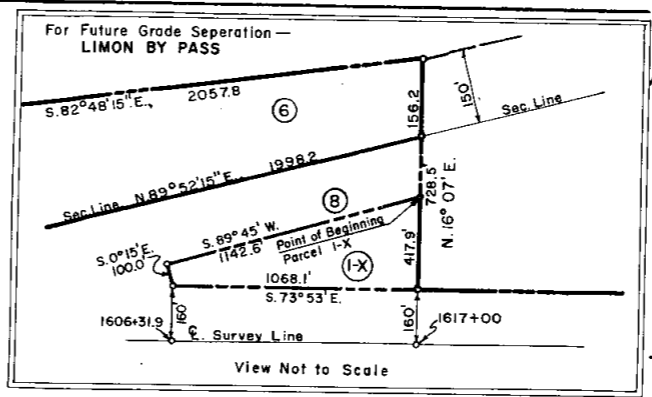 For Future Grade Seperation —
LIMON BY PASS
S.82°48'15"E., 2057.8
6
156.2
150'
Sec. Line
Sec. Line N.89°52'15"E., 1998.2
728.5
N.16°07'E.
8
S.89°45'W.
1142.6'
Point of Beginning
Parcel 1-X
417.9'
S.0°15'E.
100.0'
1-X
1068.1'
S.73°53'E.
160'
160'
1606+31.9
℄. Survey Line
1617+00
View Not to Scale